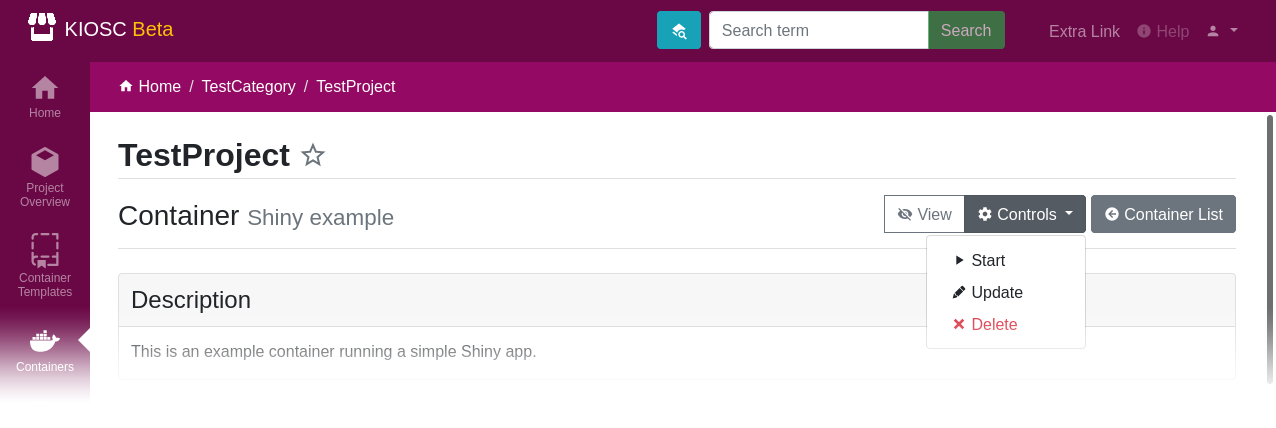 KIOSC Beta
Search term
Search
Extra Link
Help
Home / TestCategory / TestProject
Home
Project
Overview
Container
Templates
Containers
TestProject
Container Shiny example
View
Controls
Container List
Start
Update
Delete
Description
This is an example container running a simple Shiny app.